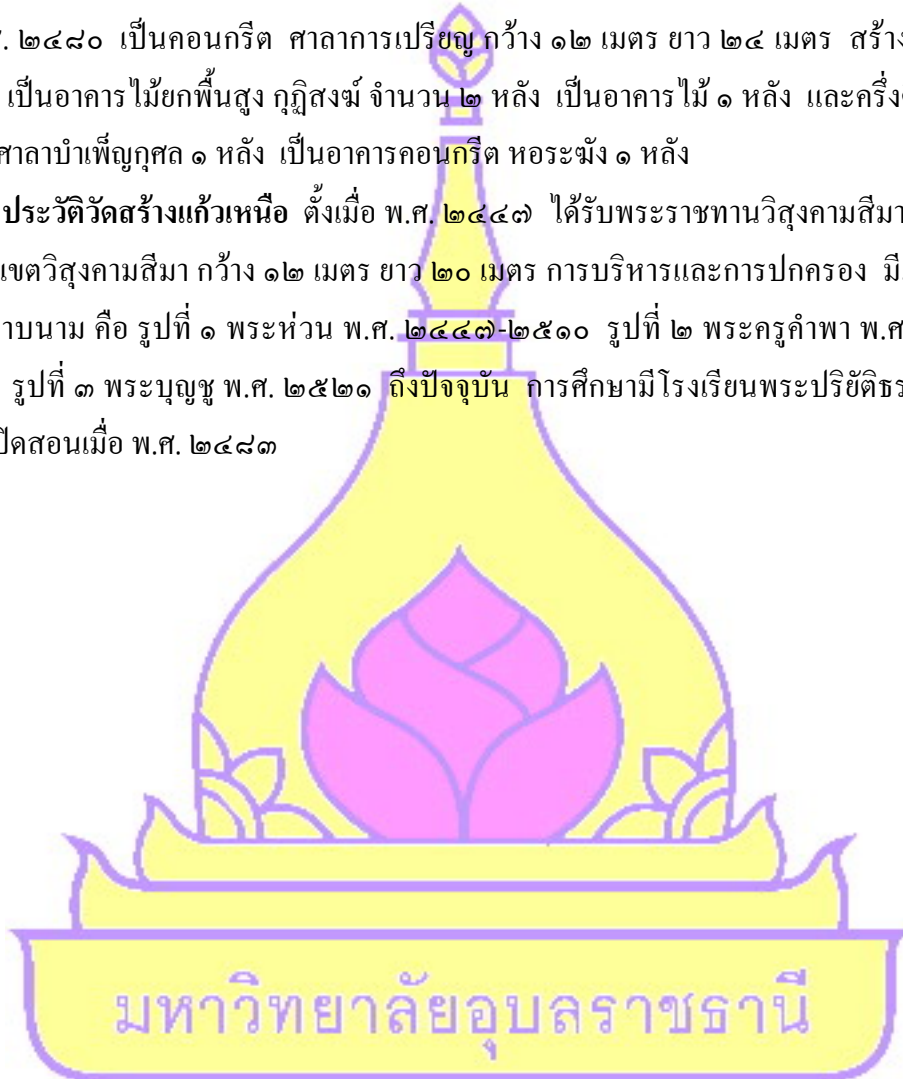 . ๒๔๘๐ เป็นคอนกรีต ศาลาการเปรียญ กว้าง ๑๒ เมตร ยาว ๒๔ เมตร สร้าง
เป็นอาคารไม้ยกพื้นสูง กุฏิสงฆ์ จำนวน ๒ หลัง เป็นอาคารไม้ ๑ หลัง และครึ่ง
ศาลาบำเพ็ญกุศล ๑ หลัง เป็นอาคารคอนกรีต หอระฆัง ๑ หลัง
ประวัติวัดสร้างแก้วเหนือ ตั้งเมื่อ พ.ศ. ๒๔๔๗ ได้รับพระราชทานวิสุงคามสีมา
เขตวิสุงคามสีมา กว้าง ๑๒ เมตร ยาว ๒๐ เมตร การบริหารและการปกครอง มี
าบนาม คือ รูปที่ ๑ พระห่วน พ.ศ. ๒๔๔๗-๒๕๑๐ รูปที่ ๒ พระครูคำพา พ.ศ
รูปที่ ๓ พระบุญชู พ.ศ. ๒๕๒๑ ถึงปัจจุบัน การศึกษามีโรงเรียนพระปริยัติธร
ปิดสอนเมื่อ พ.ศ. ๒๔๘๓
มหาวิทยาลัยอุบลราชธานี